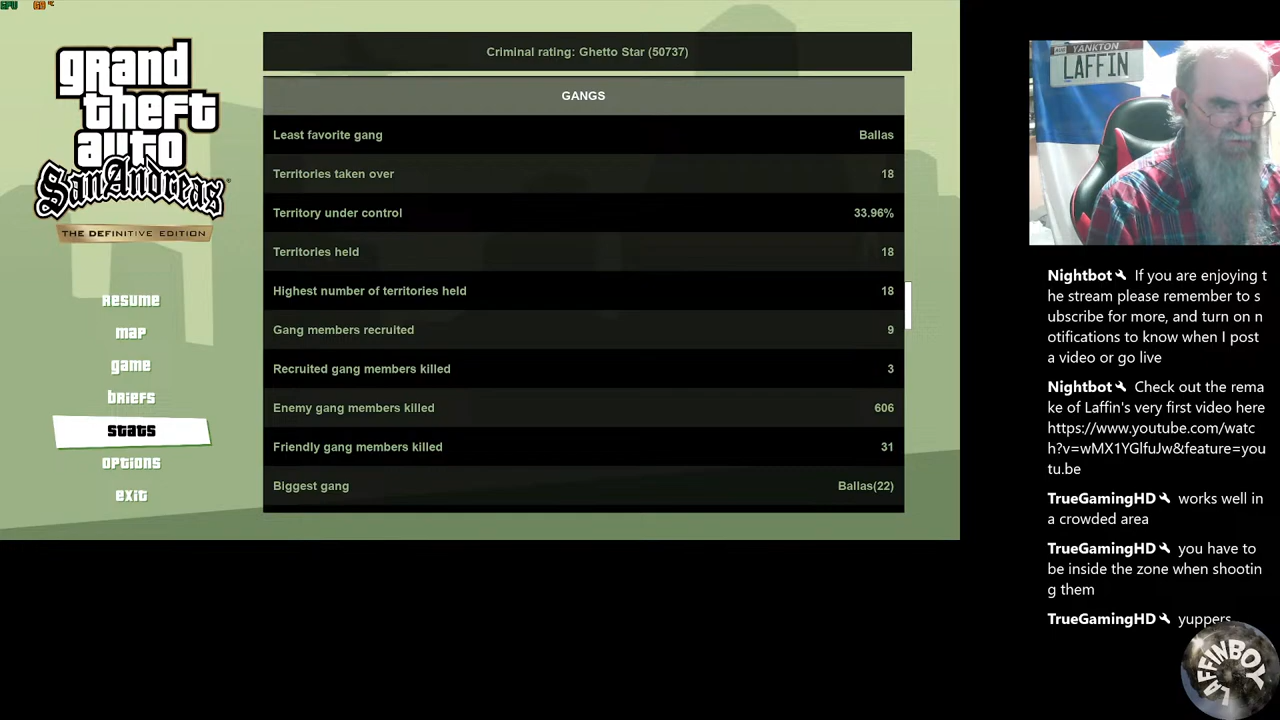 GPU 60 °C
Criminal rating: Ghetto Star (50737)
grand
theft
auto
San Andreas
THE DEFINITIVE EDITION
Resume
map
game
briefs
stats
options
exit
GANGS
Least favorite gang Ballas
Territories taken over 18
Territory under control 33.96%
Territories held 18
Highest number of territories held 18
Gang members recruited 9
Recruited gang members killed 3
Enemy gang members killed 606
Friendly gang members killed 31
Biggest gang Ballas(22)
YANKTON
LAFFIN
Nightbot If you are enjoying t
he stream please remember to s
ubscribe for more, and turn on n
otifications to know when I post
a video or go live
Nightbot Check out the rema
ke of Laffin's very first video here
https://www.youtube.com/watc
h?v=wMX1YGlfuJw&feature=you
tu.be
TrueGamingHD works well in
a crowded area
TrueGamingHD you have to
be inside the zone when shootin
g them
TrueGamingHD yuppers
LAFFINBOY